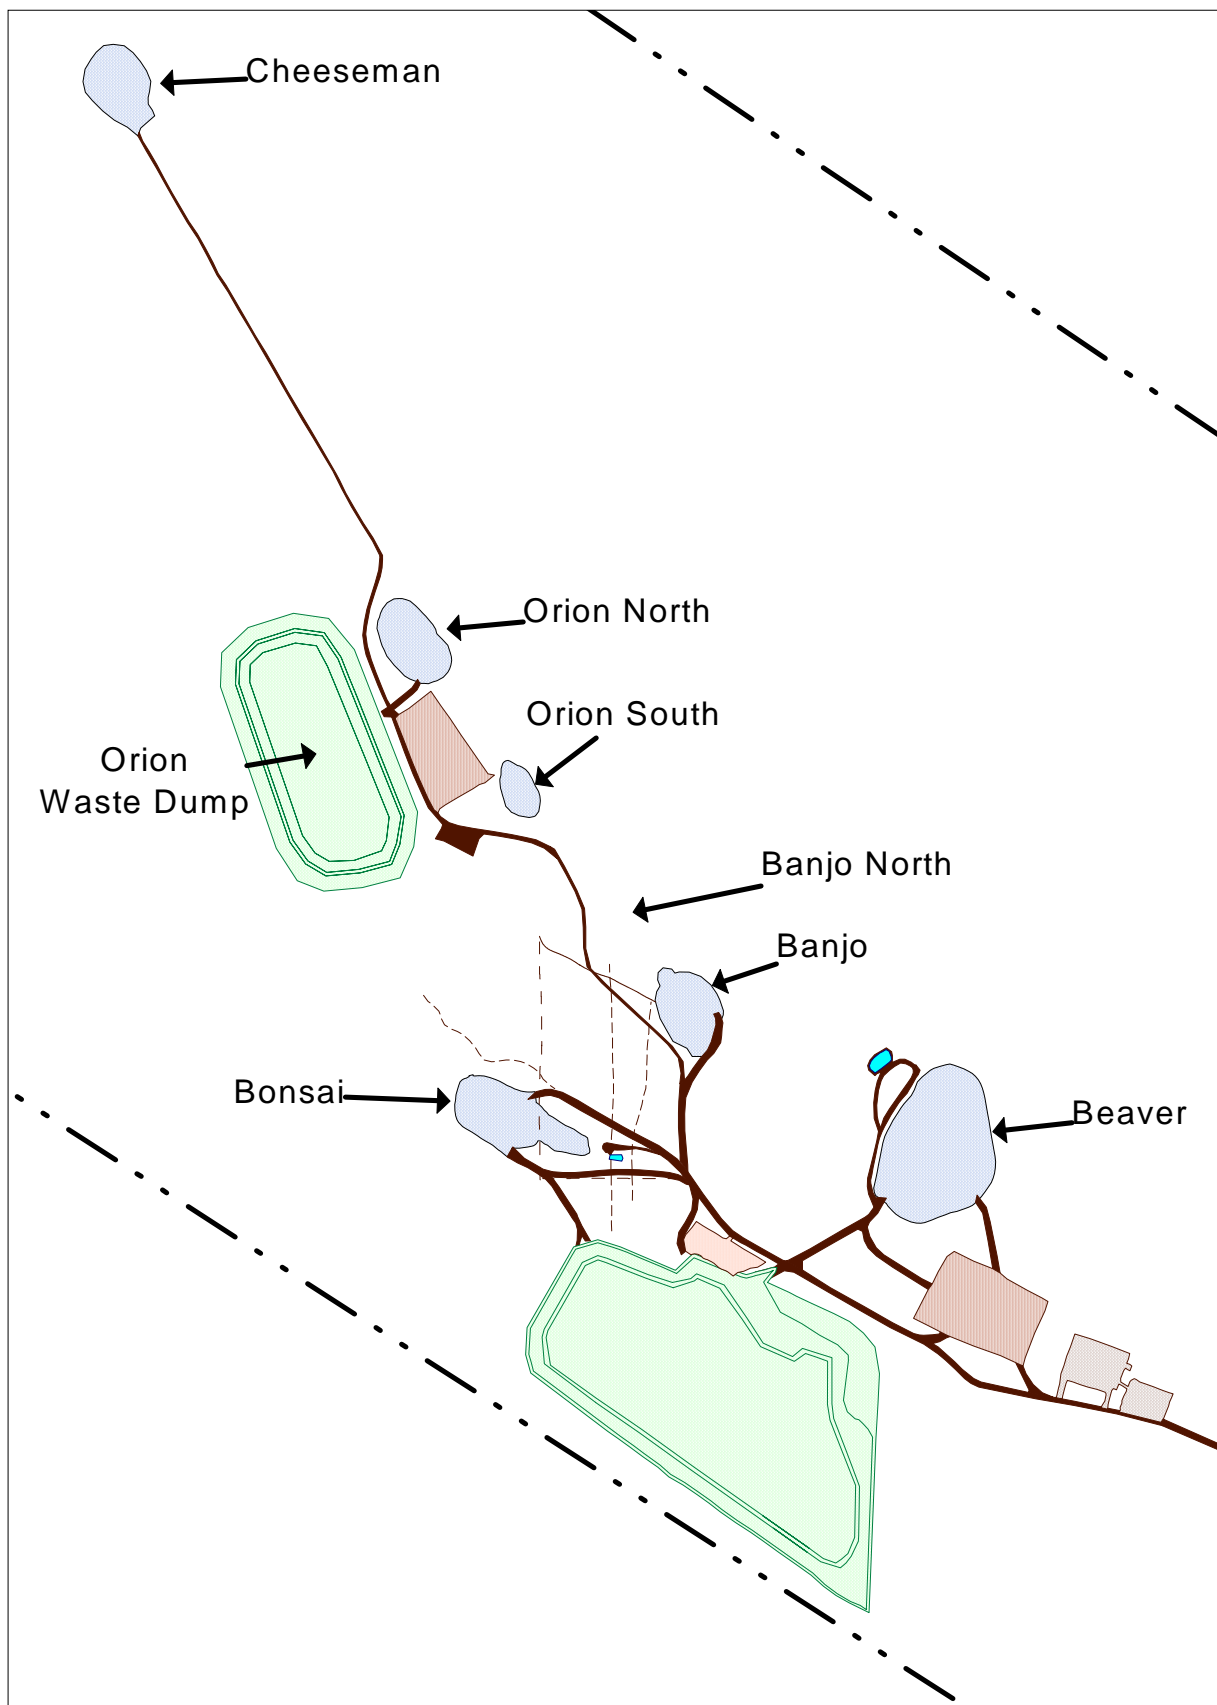 Cheeseman
Orion North
Orion South
Orion
Waste Dump
Banjo North
Banjo
Bonsai
Beaver